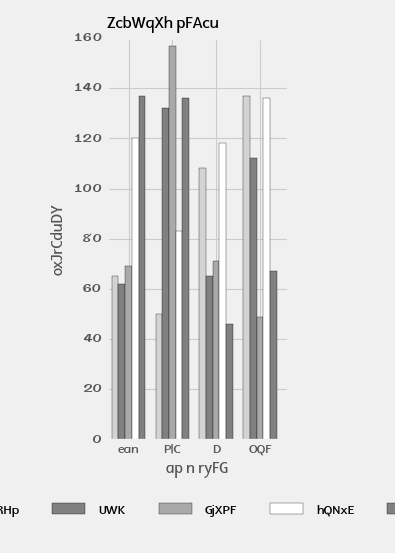 ZcbWqXh pFAcu
160
140
120
100
80
60
40
20
0
oxJrCduDY
ean PlC D OQF
ap n ryFG
UWK GjXPF hQNxE